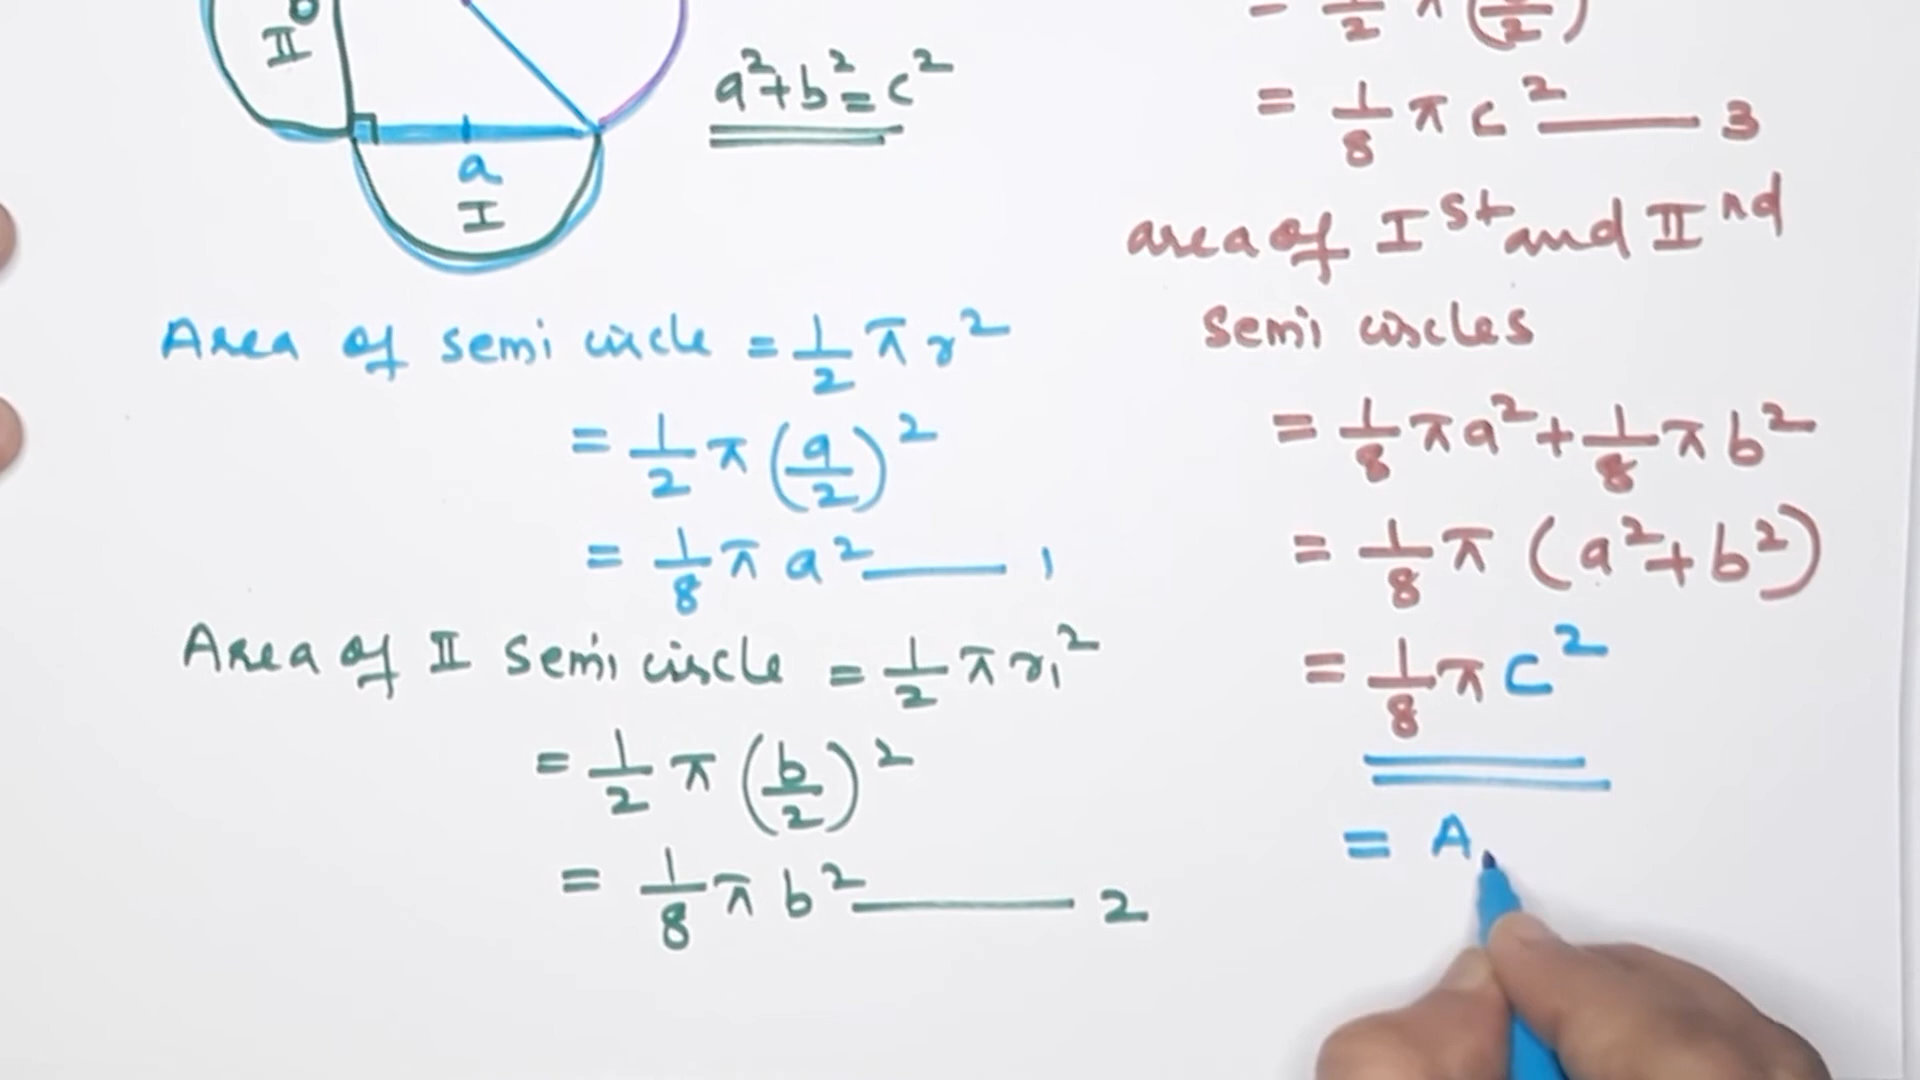 b
II
a²+b²=c²
a
I
Area of semi circle = 1/2 π r²
= 1/2 π (a/2)²
= 1/8 π a² —— 1
Area of II semi circle = 1/2 π r₁²
= 1/2 π (b/2)²
= 1/8 π b² —— 2
= 1/8 π c² —— 3
area of Iˢᵗ and IIⁿᵈ
semi circles
= 1/8 π a² + 1/8 π b²
= 1/8 π (a²+b²)
= 1/8 π c²
= A